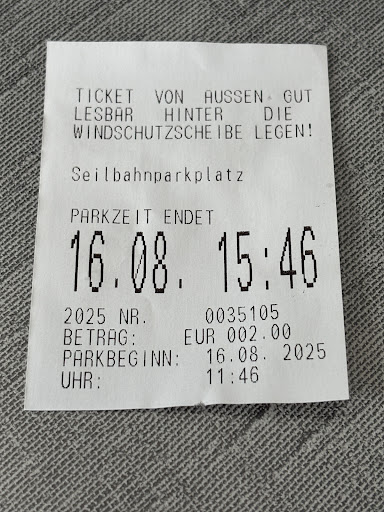 TICKET VON AUSSEN GUT
LESBAR HINTER DIE
WINDSCHUTZSCHEIBE LEGEN!
Seilbahnparkplatz
PARKZEIT ENDET
16.08. 15:46
2025 NR. 0035105
BETRAG: EUR 002.00
PARKBEGINN: 16.08. 2025
UHR: 11:46